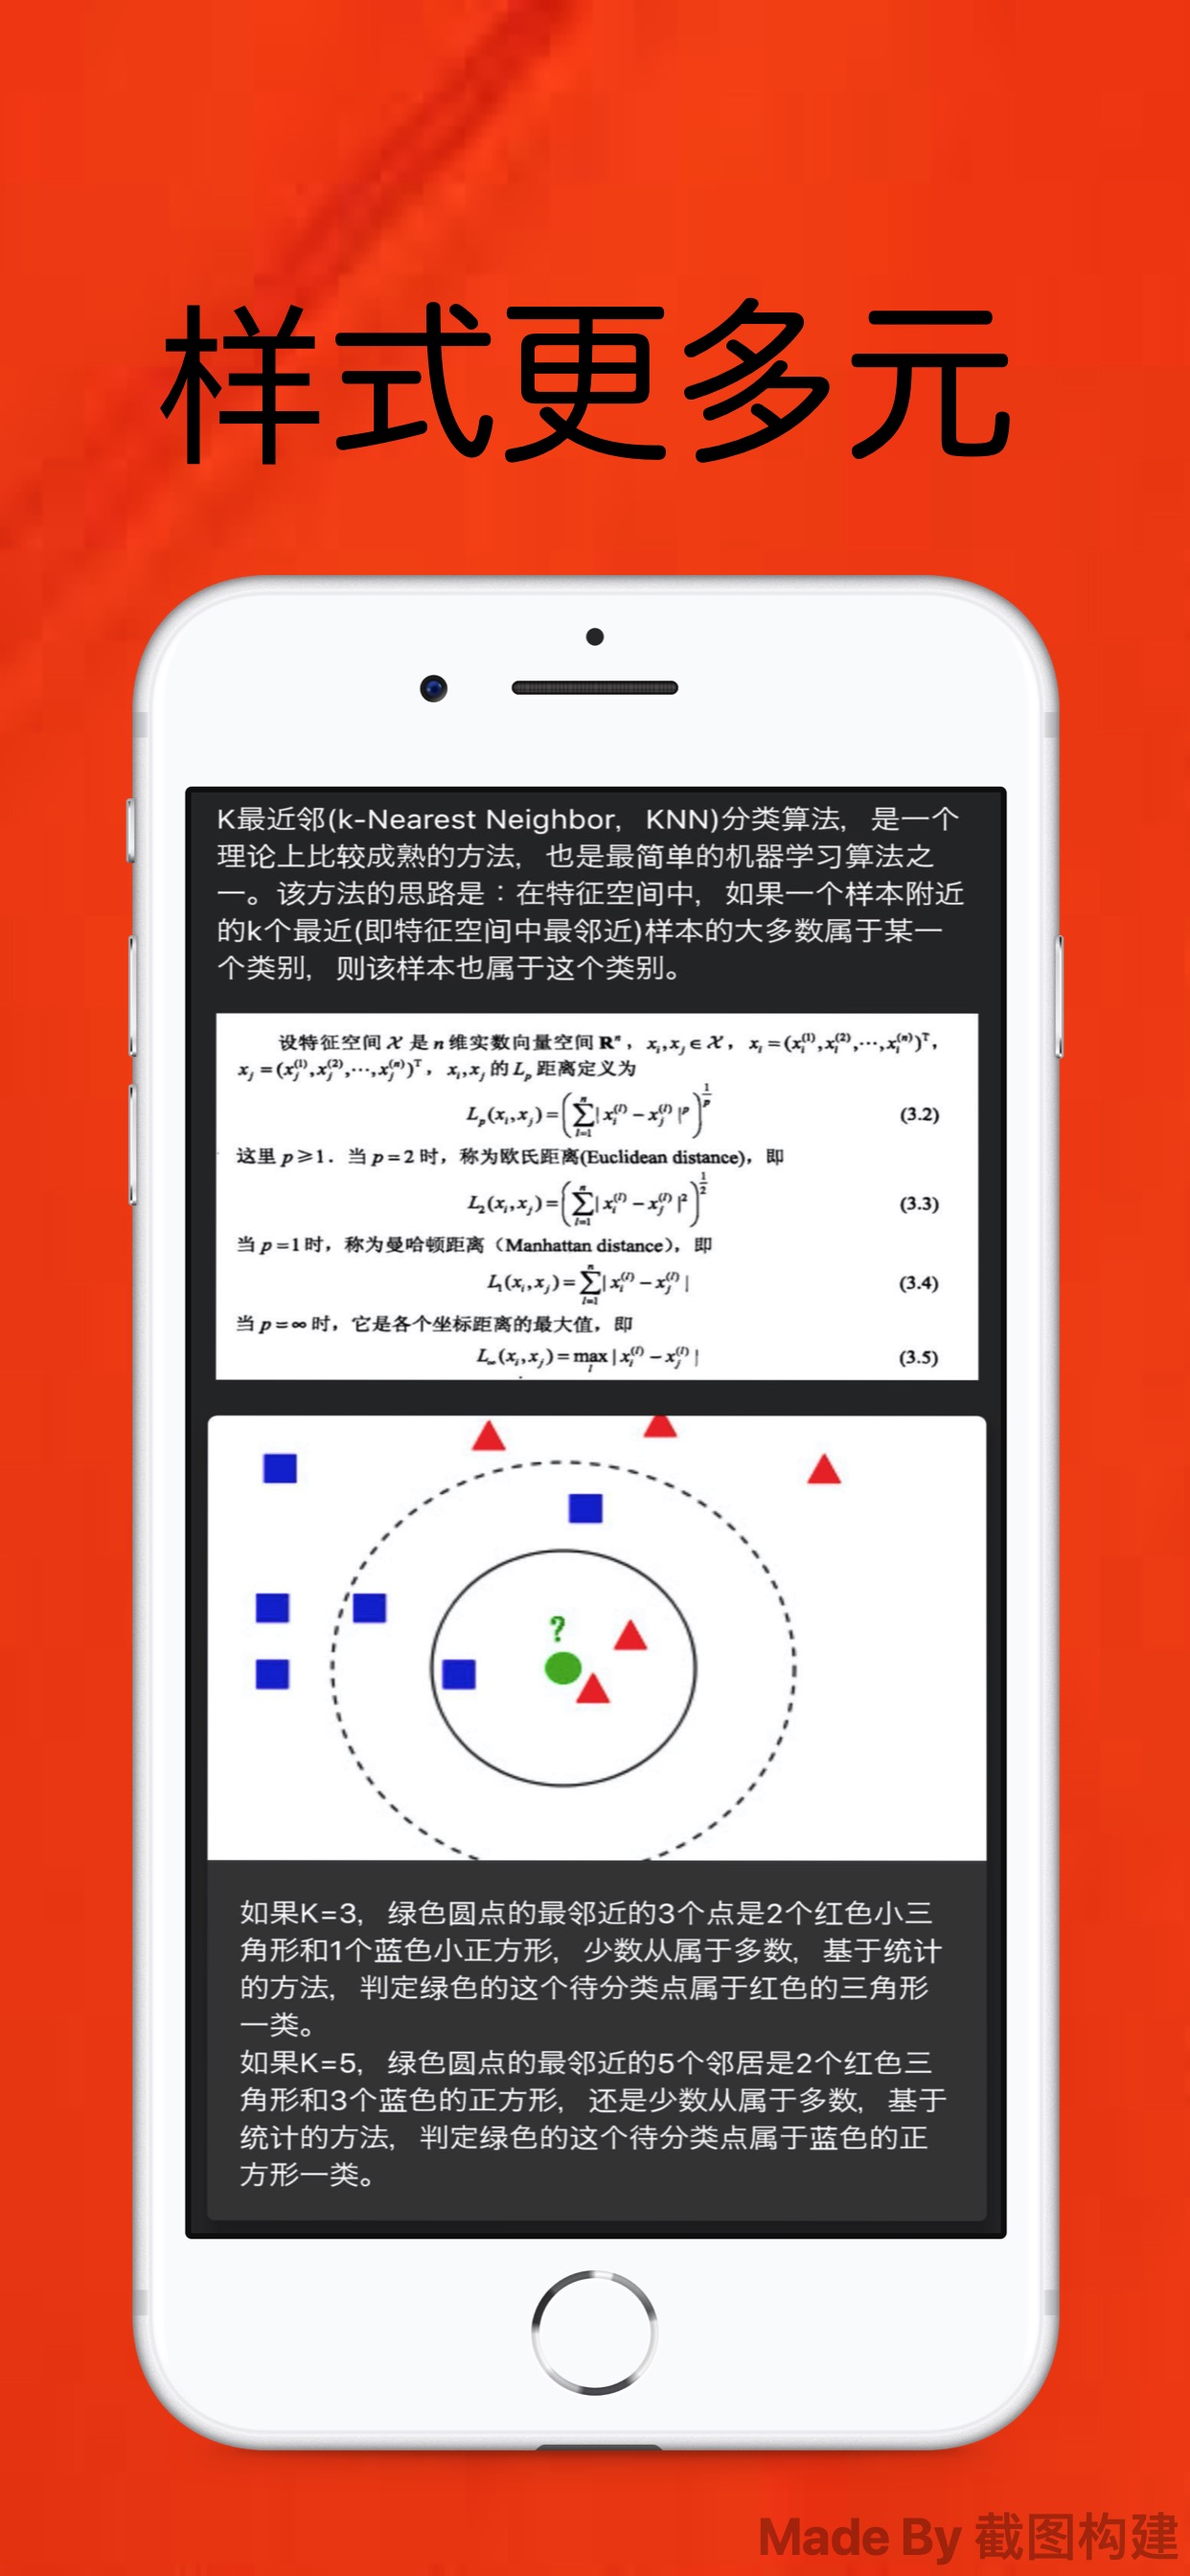 样式更多元
K最近邻(k-Nearest Neighbor，KNN)分类算法，是一个
理论上比较成熟的方法，也是最简单的机器学习算法之
一。该方法的思路是：在特征空间中，如果一个样本附近
的k个最近(即特征空间中最邻近)样本的大多数属于某一
个类别，则该样本也属于这个类别。
设特征空间 𝒳 是 n 维实数向量空间 Rⁿ，x_i, x_j ∈ 𝒳，x_i = (x_i^(1), x_i^(2), ⋯, x_i^(n))^T，
x_j = (x_j^(1), x_j^(2), ⋯, x_j^(n))^T，x_i, x_j 的 L_p 距离定义为
L_p(x_i, x_j) = (∑_{l=1}^{n} | x_i^(l) − x_j^(l) |^p)^{1/p} (3.2)
这里 p ≥ 1．当 p = 2 时，称为欧氏距离(Euclidean distance)，即
L_2(x_i, x_j) = (∑_{l=1}^{n} | x_i^(l) − x_j^(l) |^2)^{1/2} (3.3)
当 p = 1 时，称为曼哈顿距离（Manhattan distance），即
L_1(x_i, x_j) = ∑_{l=1}^{n} | x_i^(l) − x_j^(l) | (3.4)
当 p = ∞ 时，它是各个坐标距离的最大值，即
L_∞(x_i, x_j) = max_l | x_i^(l) − x_j^(l) | (3.5)
?
如果K=3，绿色圆点的最邻近的3个点是2个红色小三
角形和1个蓝色小正方形，少数从属于多数，基于统计
的方法，判定绿色的这个待分类点属于红色的三角形
一类。
如果K=5，绿色圆点的最邻近的5个邻居是2个红色三
角形和3个蓝色的正方形，还是少数从属于多数，基于
统计的方法，判定绿色的这个待分类点属于蓝色的正
方形一类。
Made By 截图构建